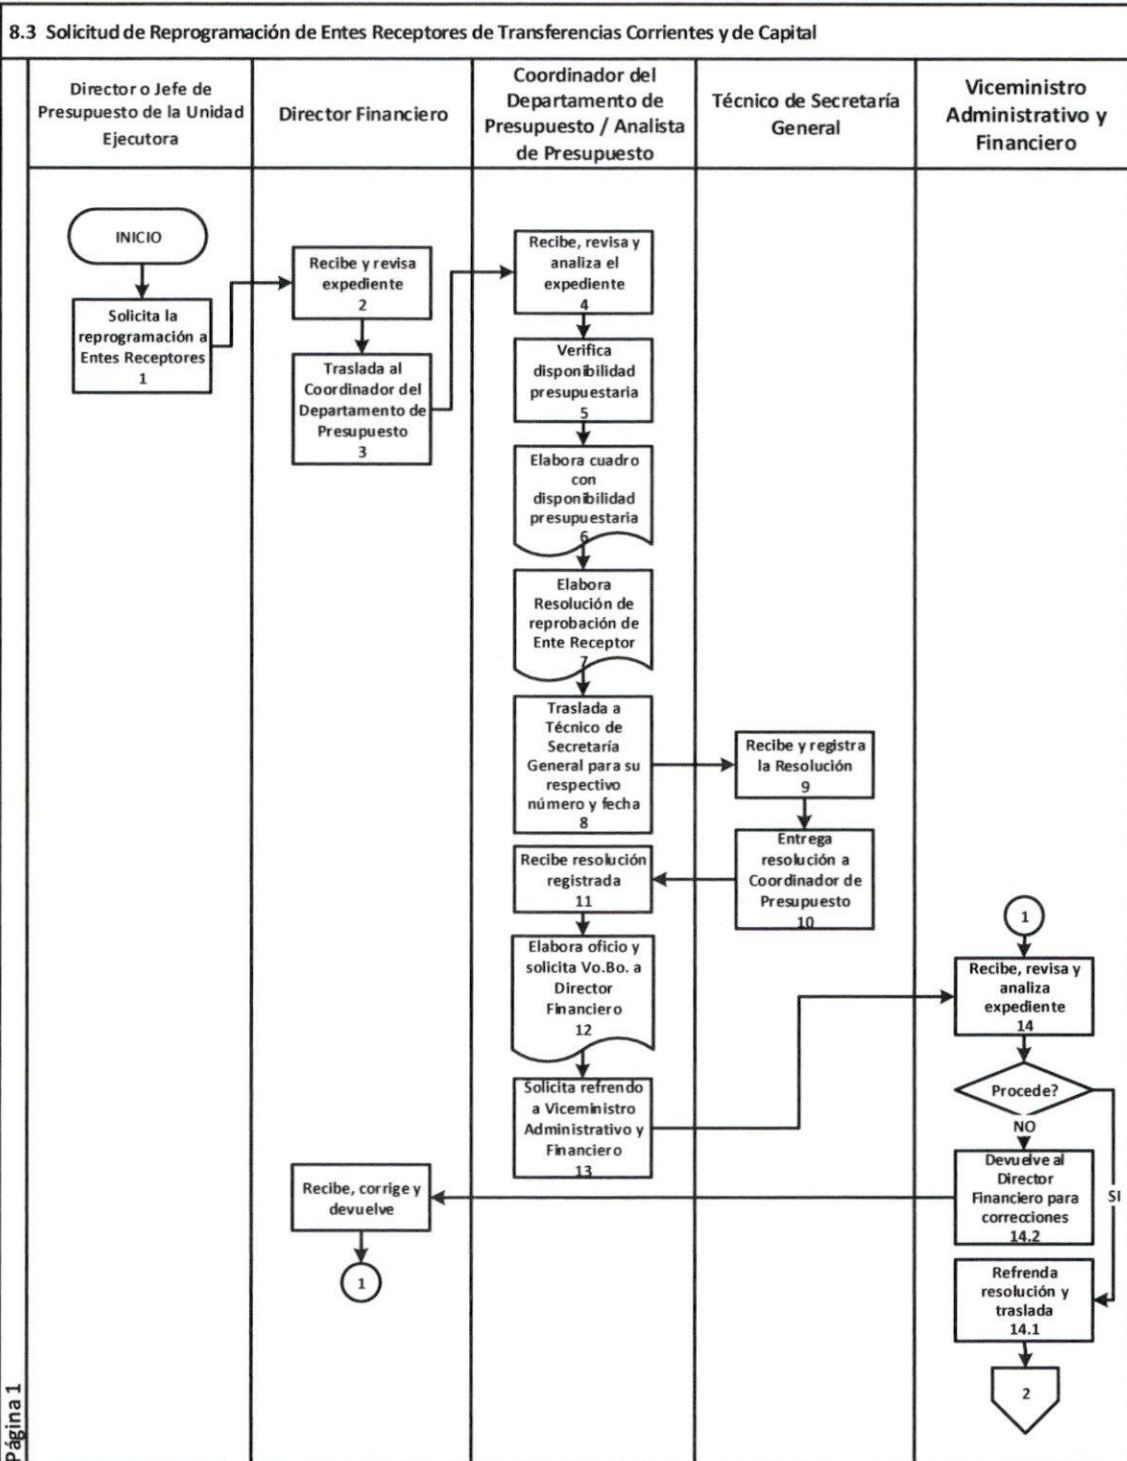 8.3 Solicitud de Reprogramación de Entes Receptores de Transferencias Corrientes y de Capital
Director o Jefe de
Presupuesto de la Unidad
Ejecutora
Director Financiero
Coordinador del
Departamento de
Presupuesto / Analista
de Presupuesto
Técnico de Secretaría
General
Viceministro
Administrativo y
Financiero
INICIO
Solicita la
reprogramación a
Entes Receptores
1
Recibe y revisa
expediente
2
Traslada al
Coordinador del
Departamento de
Presupuesto
3
Recibe, revisa y
analiza el
expediente
4
Verifica
disponibilidad
presupuestaria
5
Elabora cuadro
con
disponibilidad
presupuestaria
6
Elabora
Resolución de
reprobación de
Ente Receptor
7
Traslada a
Técnico de
Secretaría
General para su
respectivo
número y fecha
8
Recibe y registra
la Resolución
9
Entrega
resolución a
Coordinador de
Presupuesto
10
Recibe resolución
registrada
11
Elabora oficio y
solicita Vo.Bo. a
Director
Financiero
12
Solicita refrendo
a Viceministro
Administrativo y
Financiero
13
1
Recibe, revisa y
analiza
expediente
14
Procede?
NO
SI
Devuelve al
Director
Financiero para
correcciones
14.2
Recibe, corrige y
devuelve
1
Refrenda
resolución y
traslada
14.1
2
Página 1